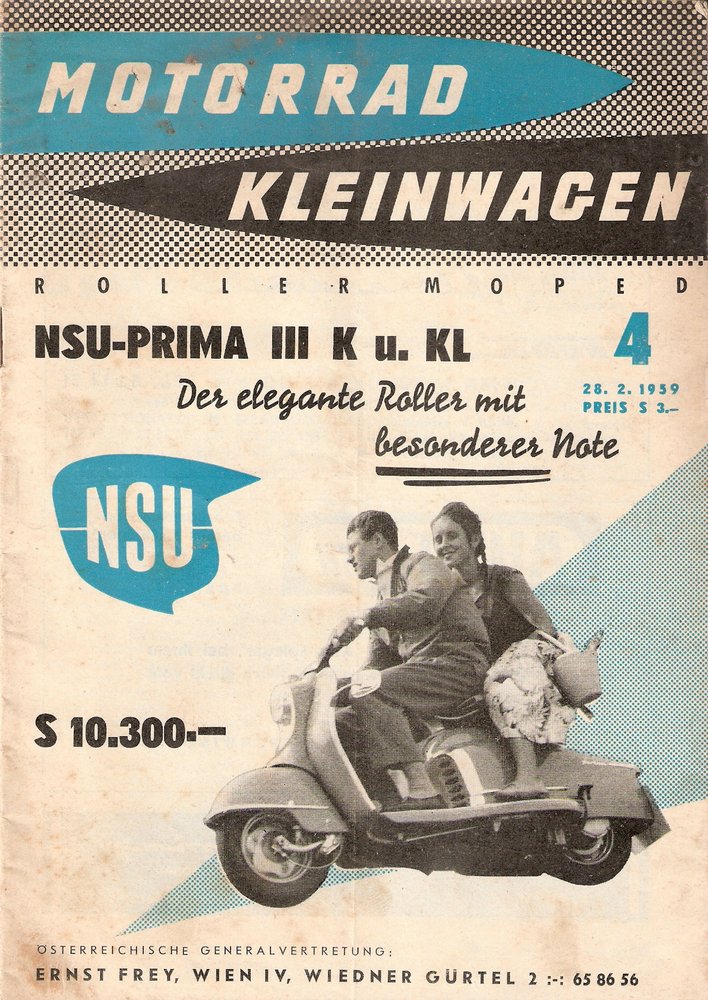 MOTORRAD
KLEINWAGEN
ROLLER MOPED
NSU-PRIMA III K u. KL
4
28. 2. 1959
PREIS S 3.–
Der elegante Roller mit
besonderer Note
NSU
S 10.300.–
ÖSTERREICHISCHE GENERALVERTRETUNG:
ERNST FREY, WIEN IV, WIEDNER GÜRTEL 2 :-: 65 86 56